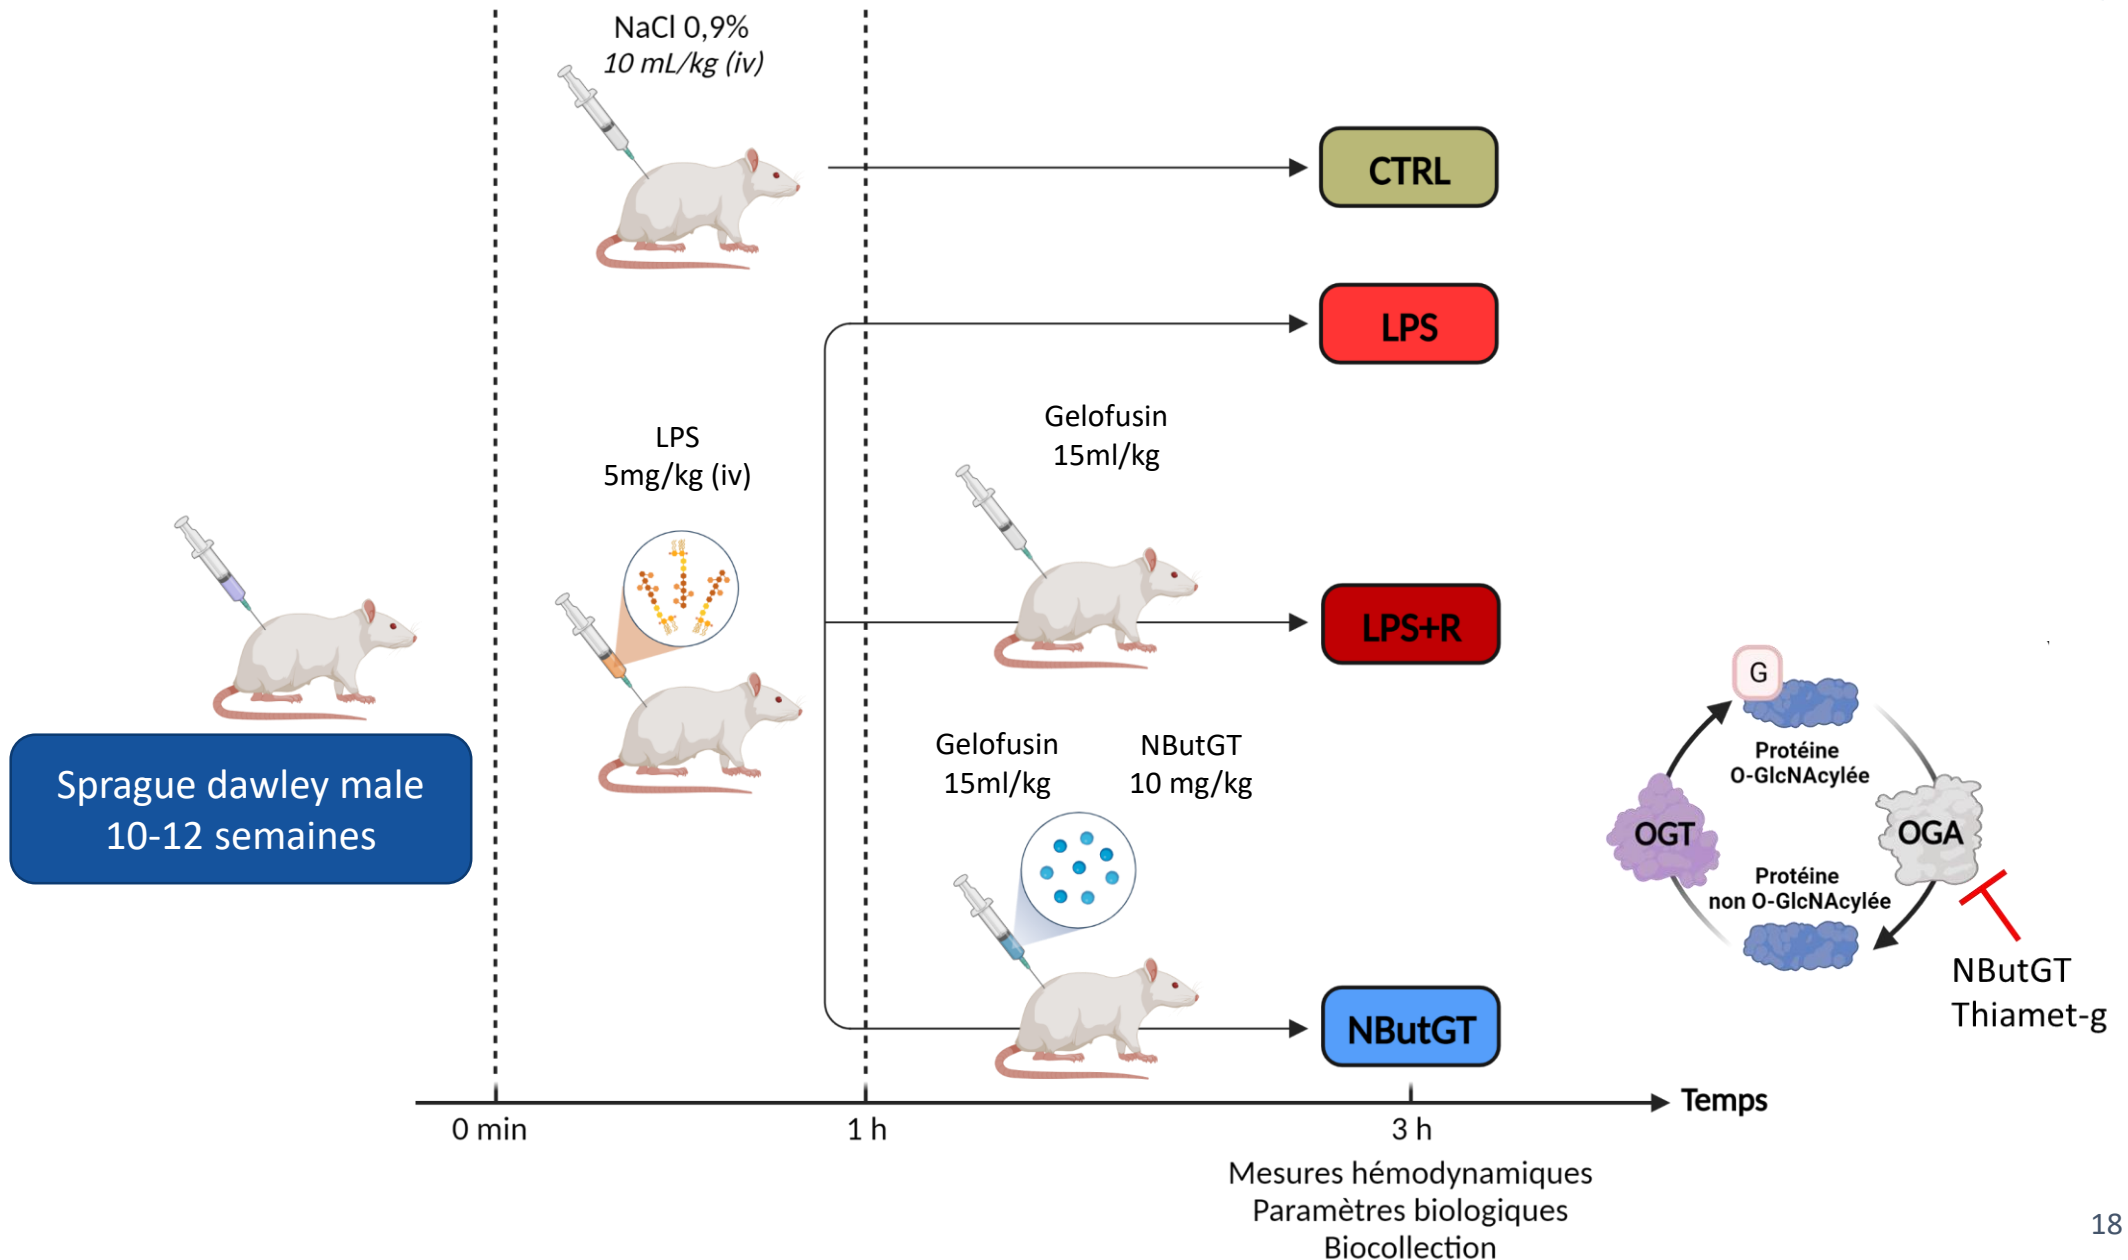 NaCl 0,9%
10 mL/kg (iv)
CTRL
LPS
Gelofusin
15ml/kg
LPS
5mg/kg (iv)
LPS+R
Sprague dawley male
10-12 semaines
Gelofusin
15ml/kg
NButGT
10 mg/kg
NButGT
G
Protéine
O-GlcNAcylée
OGT
OGA
Protéine
non O-GlcNAcylée
NButGT
Thiamet-g
Temps
0 min
1 h
3 h
Mesures hémodynamiques
Paramètres biologiques
Biocollection
18